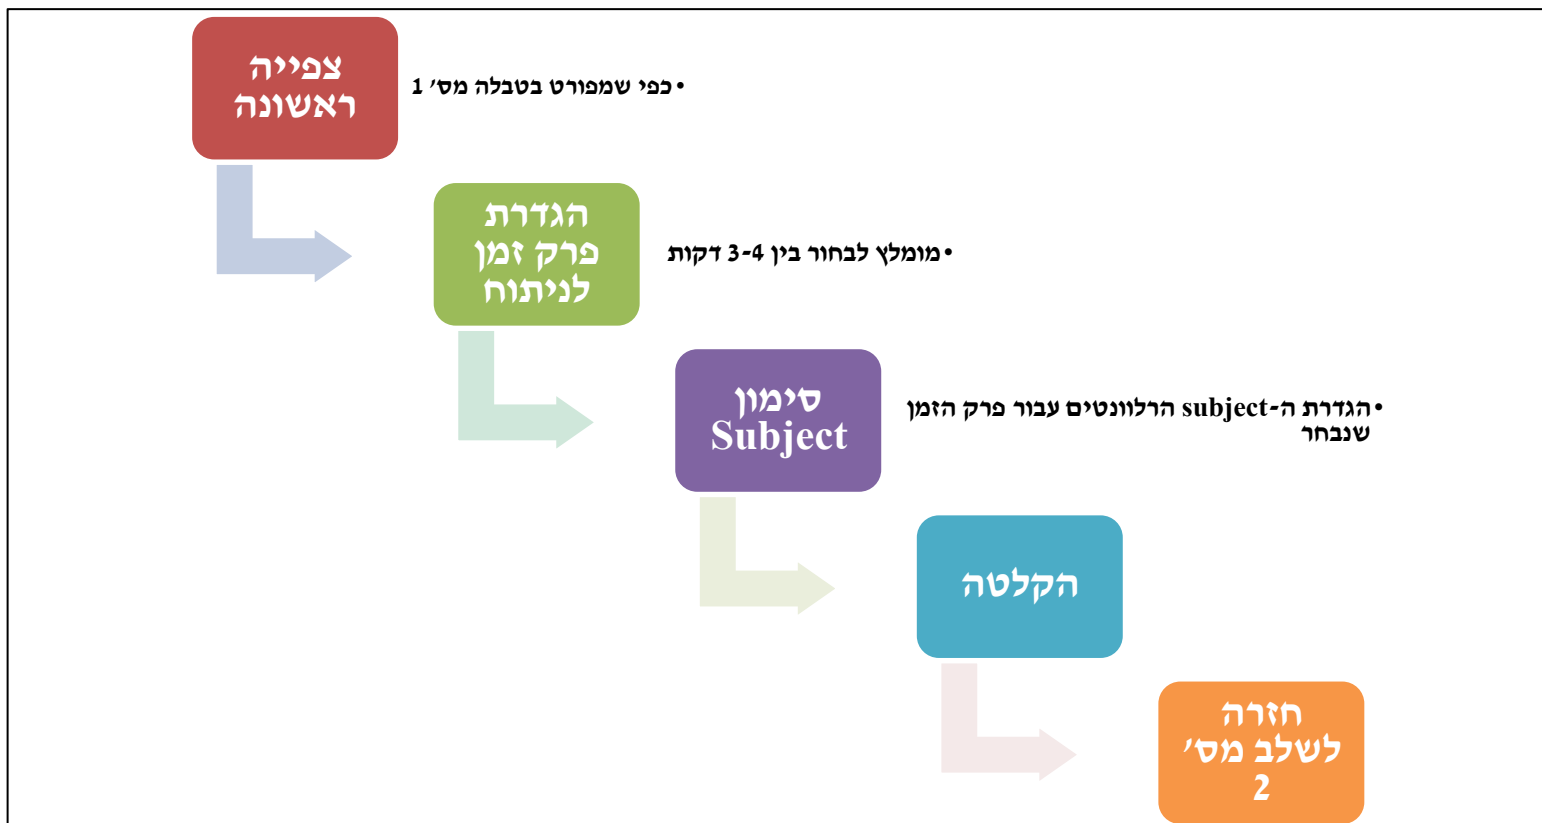 צפייה
ראשונה
•כפי שמפורט בטבלה מס' 1
הגדרת
פרק זמן
לניתוח
•מומלץ לבחור בין 3-4 דקות
סימון
Subject
•הגדרת ה-subject הרלוונטים עבור פרק הזמן
שנבחר
הקלטה
חזרה
לשלב מס'
2